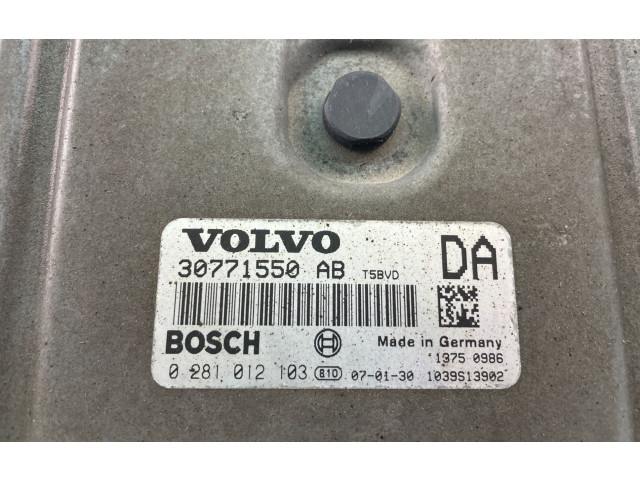 VOLVO
30771550 AB T5BVD
DA
BOSCH
Made in Germany
1375 0986
0 281 012 103 B10 07-01-30 1039S13902